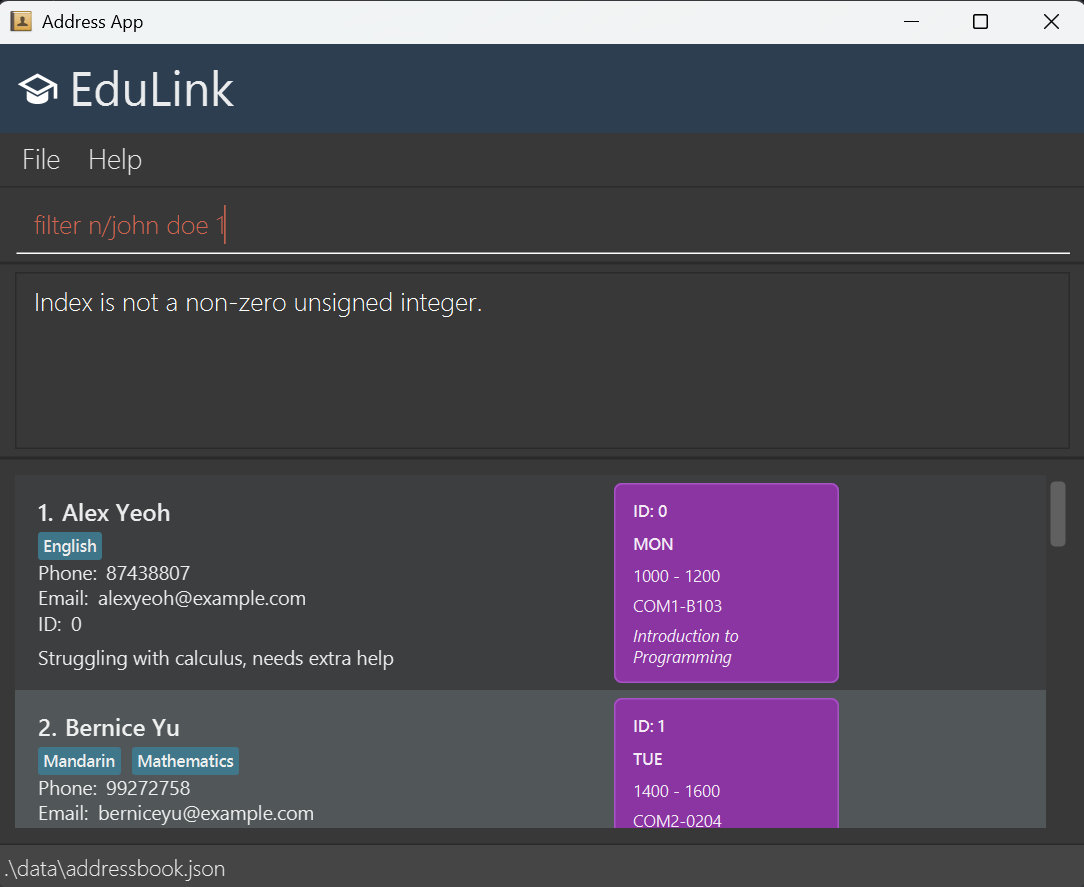 Address App
EduLink
File Help
filter n/john doe 1
Index is not a non-zero unsigned integer.
1. Alex Yeoh
English
Phone: 87438807
Email: alexyeoh@example.com
ID: 0
Struggling with calculus, needs extra help
ID: 0
MON
1000 - 1200
COM1-B103
Introduction to
Programming
2. Bernice Yu
Mandarin Mathematics
Phone: 99272758
Email: berniceyu@example.com
ID: 1
TUE
1400 - 1600
COM2-0204
.\data\addressbook.json